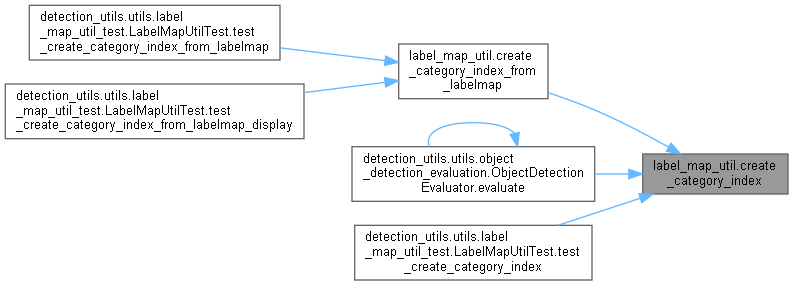 detection_utils.utils.label
_map_util_test.LabelMapUtilTest.test
_create_category_index_from_labelmap
detection_utils.utils.label
_map_util_test.LabelMapUtilTest.test
_create_category_index_from_labelmap_display
label_map_util.create
_category_index_from
_labelmap
detection_utils.utils.object
_detection_evaluation.ObjectDetection
Evaluator.evaluate
detection_utils.utils.label
_map_util_test.LabelMapUtilTest.test
_create_category_index
label_map_util.create
_category_index